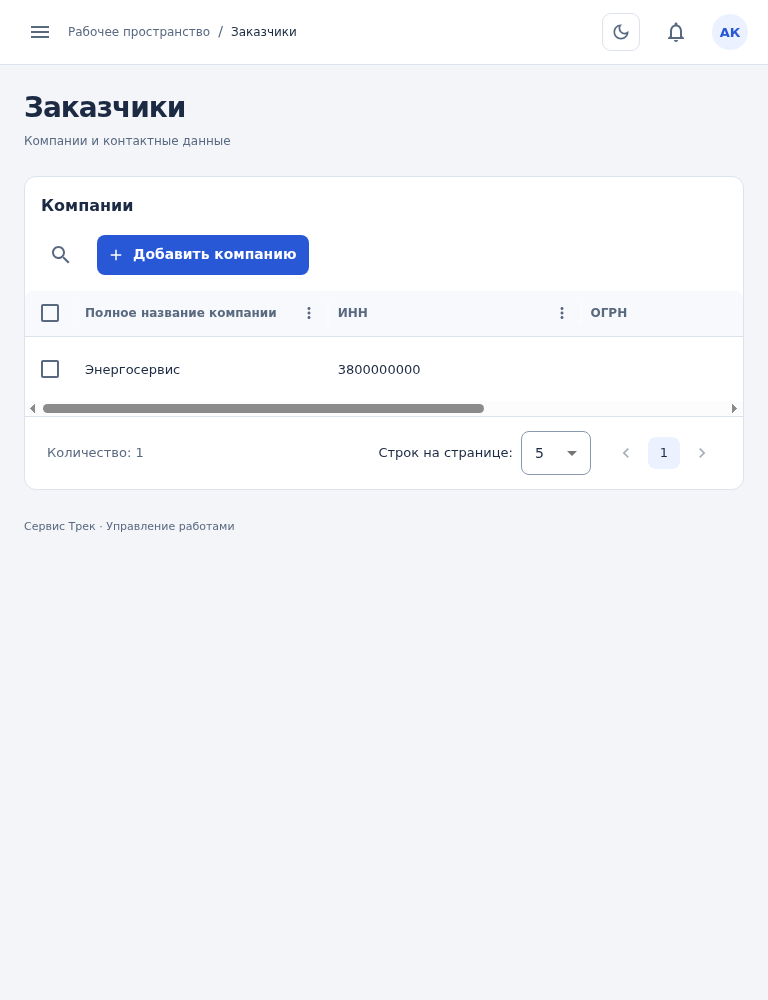 Рабочее пространство / Заказчики
АК
Заказчики
Компании и контактные данные
Компании
Добавить компанию
Полное название компании ИНН ОГРН
Энергосервис 3800000000
Количество: 1 Строк на странице: 5 1
Сервис Трек · Управление работами